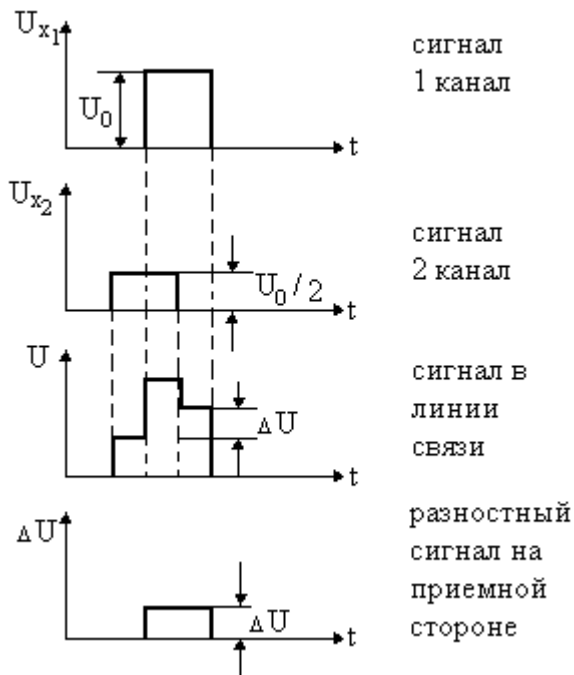 Ux1
сигнал
1 канал
U0
t
Ux2
сигнал
2 канал
U0 / 2
t
U
сигнал в
линии
связи
ΔU
t
ΔU
разностный
сигнал на
приемной
стороне
ΔU
t